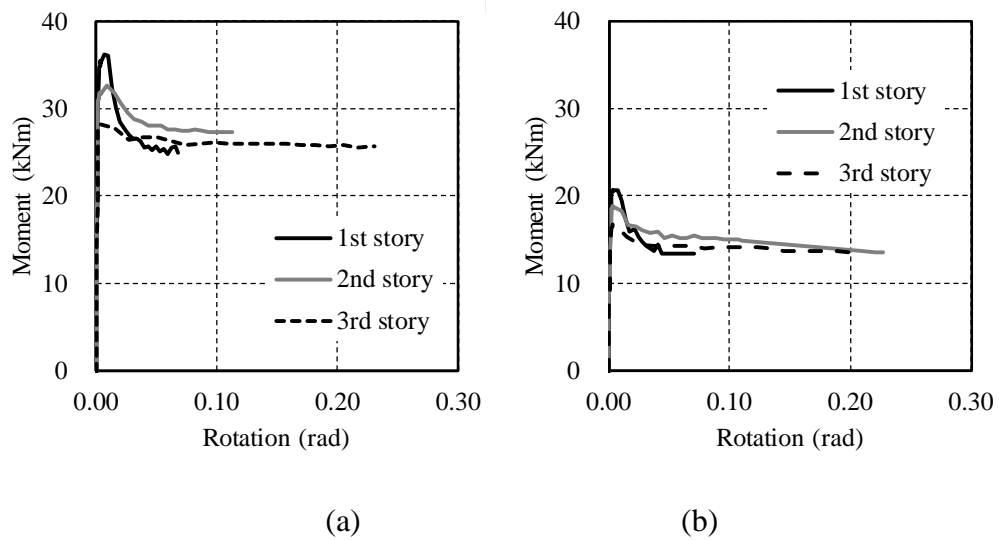 40
30
20
10
0
Moment (kNm)
1st story
2nd story
3rd story
0.00 0.10 0.20 0.30
Rotation (rad)
(a)
40
30
20
10
0
Moment (kNm)
1st story
2nd story
3rd story
0.00 0.10 0.20 0.30
Rotation (rad)
(b)